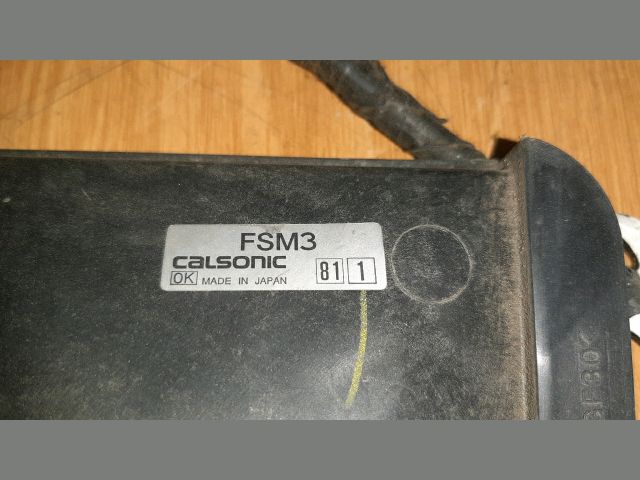 FSM3
calsonic
81 1
OK MADE IN JAPAN